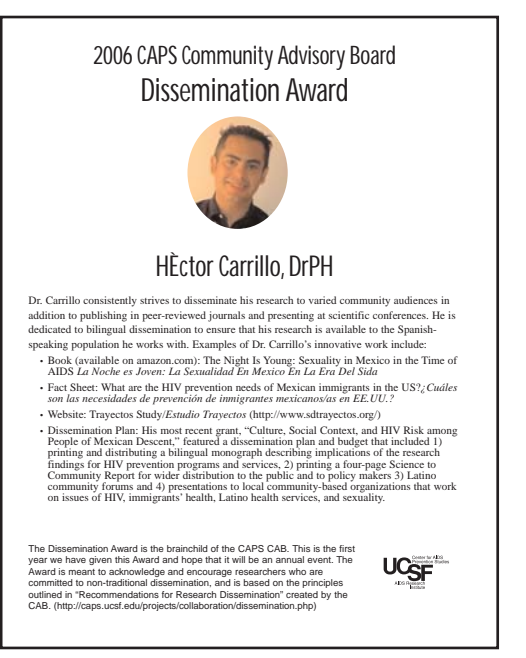 2006 CAPS Community Advisory Board
Dissemination Award
HÈctor Carrillo, DrPH
Dr. Carrillo consistently strives to disseminate his research to varied community audiences in
addition to publishing in peer-reviewed journals and presenting at scientific conferences. He is
dedicated to bilingual dissemination to ensure that his research is available to the Spanish-
speaking population he works with. Examples of Dr. Carrillo's innovative work include:
• Book (available on amazon.com): The Night Is Young: Sexuality in Mexico in the Time of
AIDS La Noche es Joven: La Sexualidad En Mexico En La Era Del Sida
• Fact Sheet: What are the HIV prevention needs of Mexican immigrants in the US?¿Cuáles
son las necesidades de prevención de inmigrantes mexicanos/as en EE.UU.?
• Website: Trayectos Study/Estudio Trayectos (http://www.sdtrayectos.org/)
• Dissemination Plan: His most recent grant, “Culture, Social Context, and HIV Risk among
People of Mexican Descent,” featured a dissemination plan and budget that included 1)
printing and distributing a bilingual monograph describing implications of the research
findings for HIV prevention programs and services, 2) printing a four-page Science to
Community Report for wider distribution to the public and to policy makers 3) Latino
community forums and 4) presentations to local community-based organizations that work
on issues of HIV, immigrants' health, Latino health services, and sexuality.
The Dissemination Award is the brainchild of the CAPS CAB. This is the first
year we have given this Award and hope that it will be an annual event. The
Award is meant to acknowledge and encourage researchers who are
committed to non-traditional dissemination, and is based on the principles
outlined in “Recommendations for Research Dissemination” created by the
CAB. (http://caps.ucsf.edu/projects/collaboration/dissemination.php)
Center for AIDS
Prevention Studies
UCSF
AIDS Research
Institute